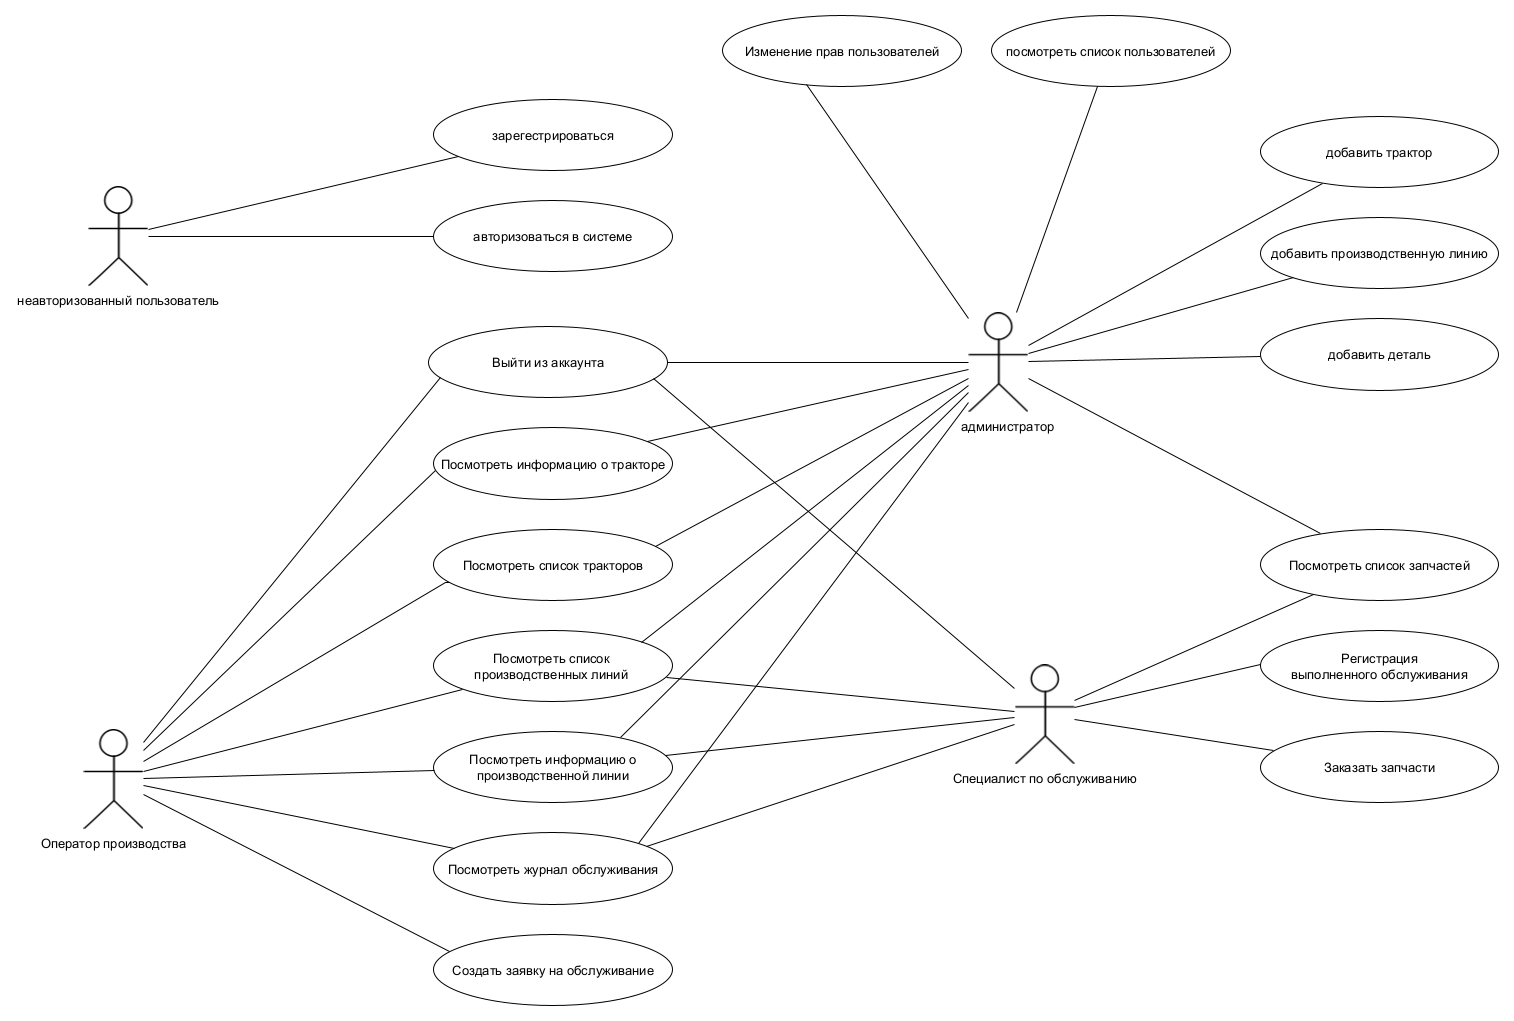 Изменение прав пользователей
посмотреть список пользователей
зарегестрироваться
добавить трактор
авторизоваться в системе
добавить производственную линию
неавторизованный пользователь
Выйти из аккаунта
добавить деталь
администратор
Посмотреть информацию о тракторе
Посмотреть список тракторов
Посмотреть список запчастей
Посмотреть список
производственных линий
Регистрация
выполненного обслуживания
Посмотреть информацию о
производственной линии
Специалист по обслуживанию
Заказать запчасти
Оператор производства
Посмотреть журнал обслуживания
Создать заявку на обслуживание